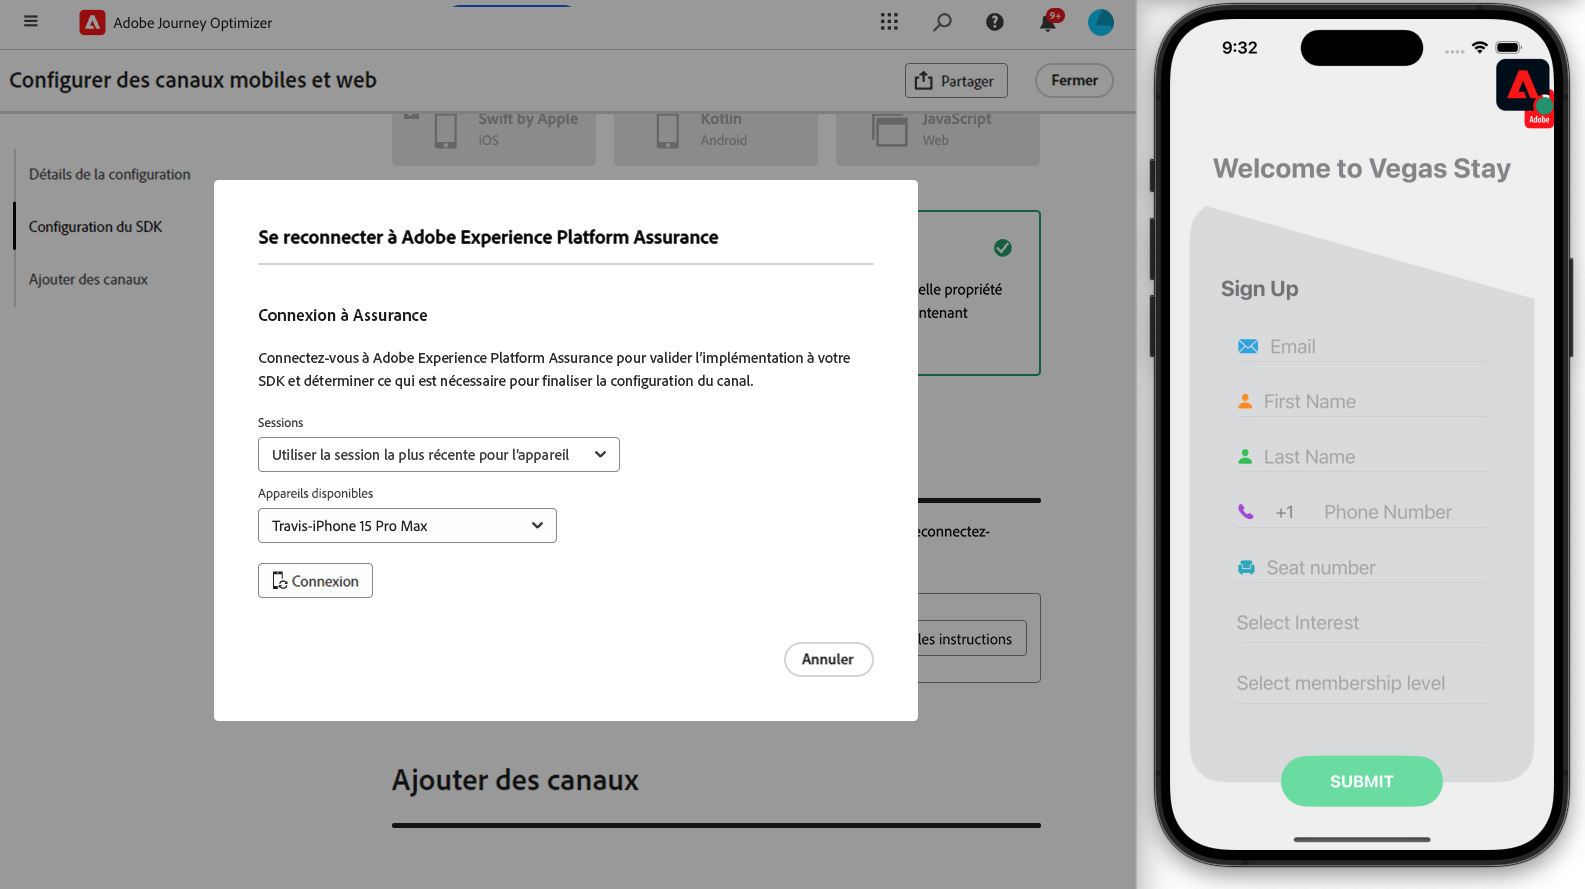 Adobe Journey Optimizer
9+
Configurer des canaux mobiles et web
Partager
Fermer
Swift by Apple
iOS
Kotlin
Android
JavaScript
Web
Détails de la configuration
Configuration du SDK
Ajouter des canaux
elle propriété
ntenant
Se reconnecter à Adobe Experience Platform Assurance
Connexion à Assurance
Connectez-vous à Adobe Experience Platform Assurance pour valider l'implémentation à votre
SDK et déterminer ce qui est nécessaire pour finaliser la configuration du canal.
Sessions
Utiliser la session la plus récente pour l'appareil
Appareils disponibles
Travis-iPhone 15 Pro Max
Connexion
Annuler
econnectez-
les instructions
Ajouter des canaux
9:32
Adobe
Welcome to Vegas Stay
Sign Up
Email
First Name
Last Name
+1 Phone Number
Seat number
Select Interest
Select membership level
SUBMIT